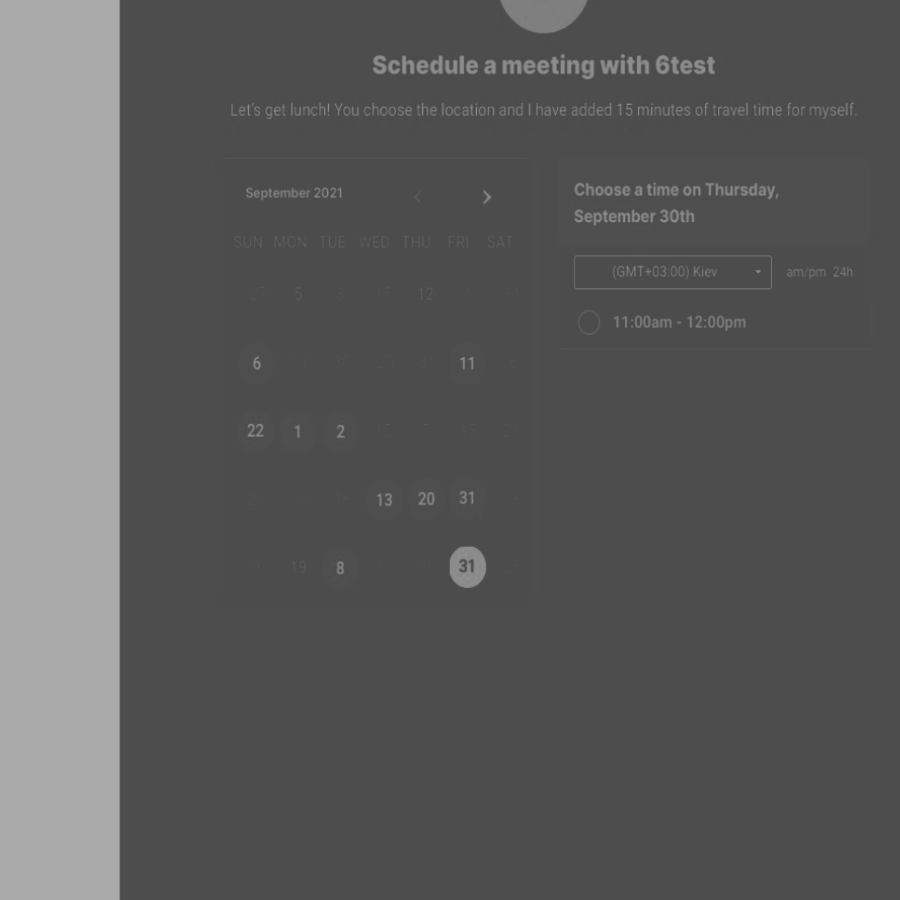 Schedule a meeting with 6test
Let's get lunch! You choose the location and I have added 15 minutes of travel time for myself.
September 2021
SUN MON TUE WED THU FRI SAT
5 12
6 11
22 1 2
13 20 31
19 8 31
Choose a time on Thursday,
September 30th
(GMT+03:00) Kiev am/pm 24h
11:00am - 12:00pm